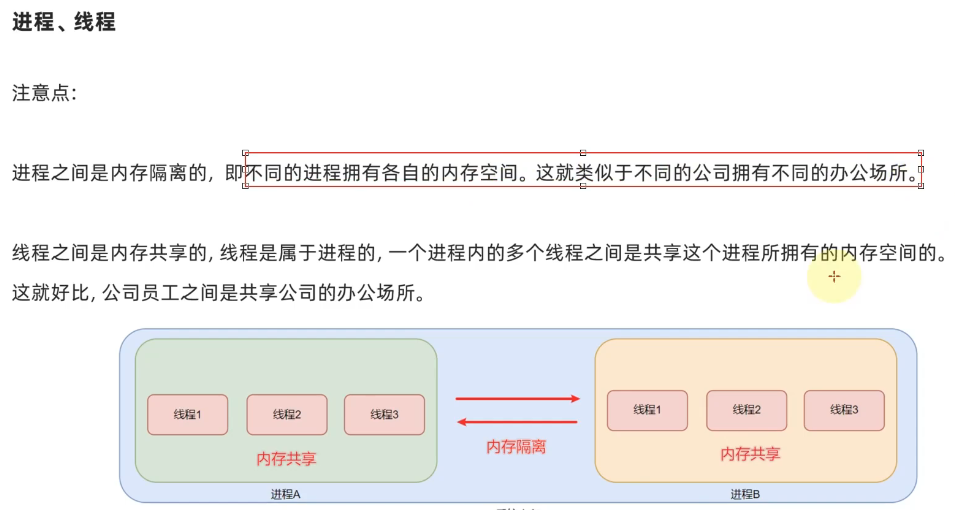 进程、线程
注意点：
进程之间是内存隔离的，即不同的进程拥有各自的内存空间。这就类似于不同的公司拥有不同的办公场所。
线程之间是内存共享的，线程是属于进程的，一个进程内的多个线程之间是共享这个进程所拥有的内存空间的。
这就好比，公司员工之间是共享公司的办公场所。
线程1 线程2 线程3 线程1 线程2 线程3
内存共享 内存隔离 内存共享
进程A 进程B